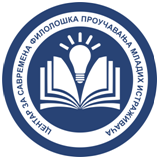 ЦЕНТАР ЗА САВРЕМЕНА ФИЛОЛОШКА ПРОУЧАВАЊА МЛАДИХ ИСТРАЖИВАЧА